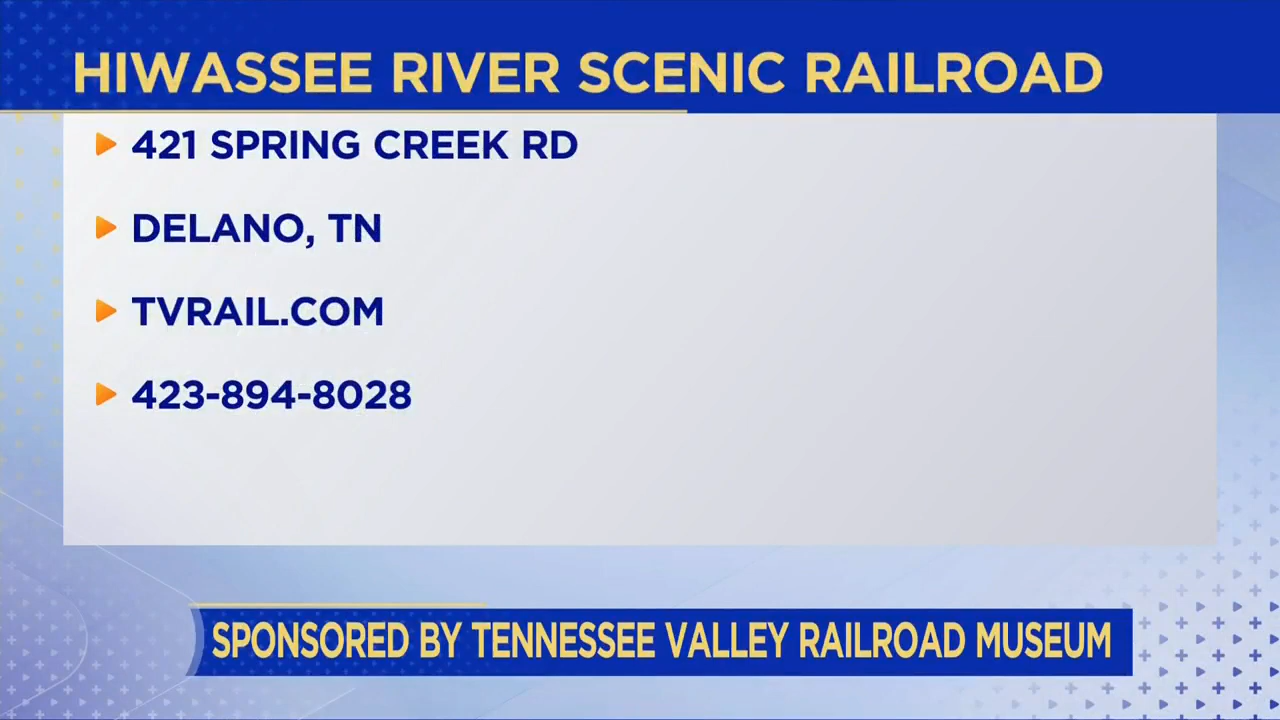 HIWASSEE RIVER SCENIC RAILROAD
421 SPRING CREEK RD
DELANO, TN
TVRAIL.COM
423-894-8028
SPONSORED BY TENNESSEE VALLEY RAILROAD MUSEUM